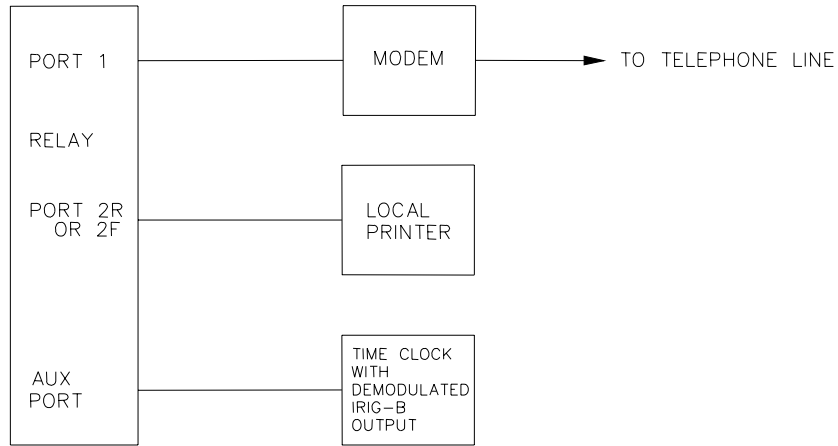 PORT 1
MODEM
TO TELEPHONE LINE
RELAY
PORT 2R
OR 2F
LOCAL
PRINTER
AUX
PORT
TIME CLOCK
WITH
DEMODULATED
IRIG-B
OUTPUT